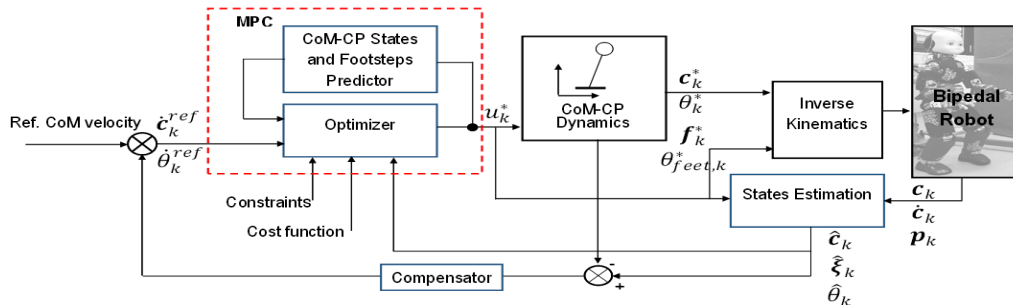 MPC
CoM-CP States
and Footsteps
Predictor
Optimizer
Ref. CoM velocity
ċ_k^{ref}
θ̇_k^{ref}
Constraints
Cost function
u_k^*
CoM-CP
Dynamics
c_k^*
θ_k^*
f_k^*
θ_{feet,k}^*
Inverse
Kinematics
Bipedal
Robot
States Estimation
c_k
ċ_k
p_k
ĉ_k
ξ̂_k
θ̂_k
Compensator
-
+